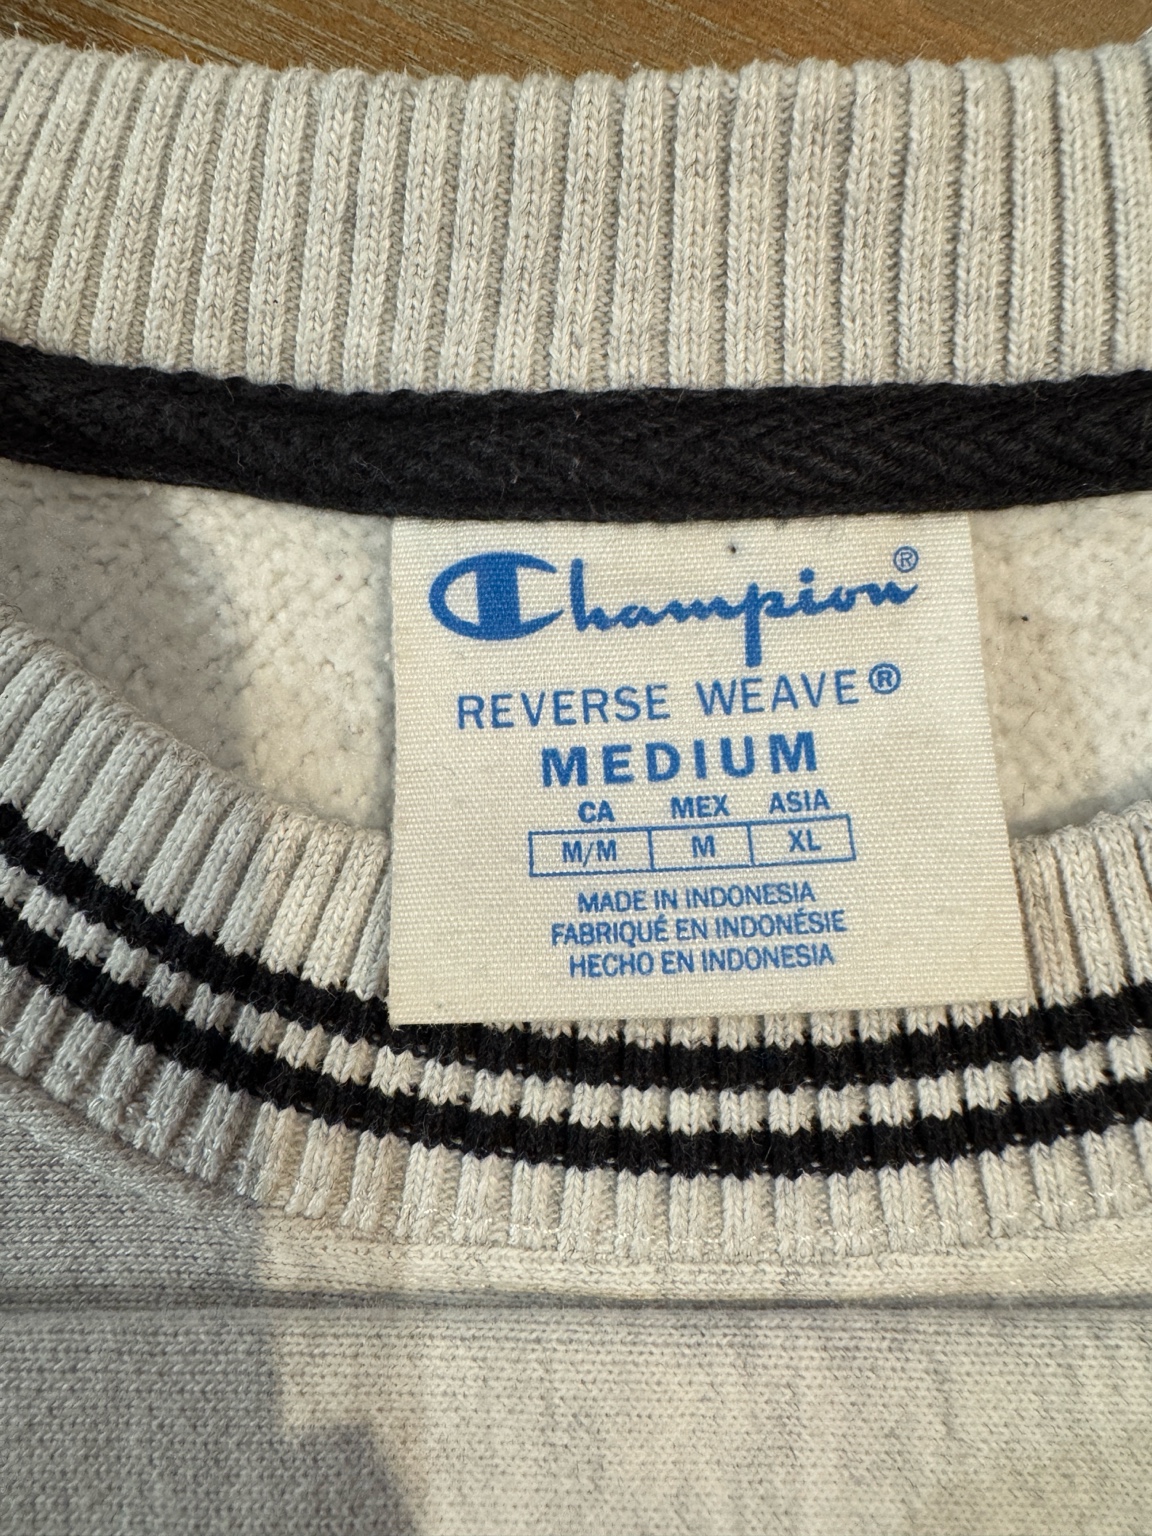 Champion®
REVERSE WEAVE®
MEDIUM
CA MEX ASIA
M/M M XL
MADE IN INDONESIA
FABRIQUÉ EN INDONÉSIE
HECHO EN INDONESIA